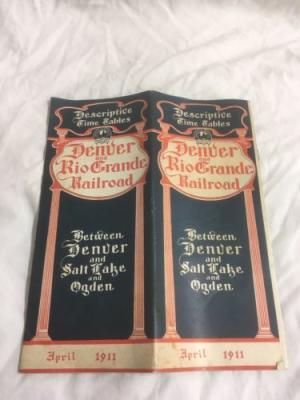 Descriptive
Time Tables
Denver
and
Rio Grande
Railroad
Between
Denver
and
Salt Lake
and
Ogden.
April 1911
Descriptive
Time Tables
Denver
and
Rio Grande
Railroad
Between
Denver
and
Salt Lake
and
Ogden.
April 1911